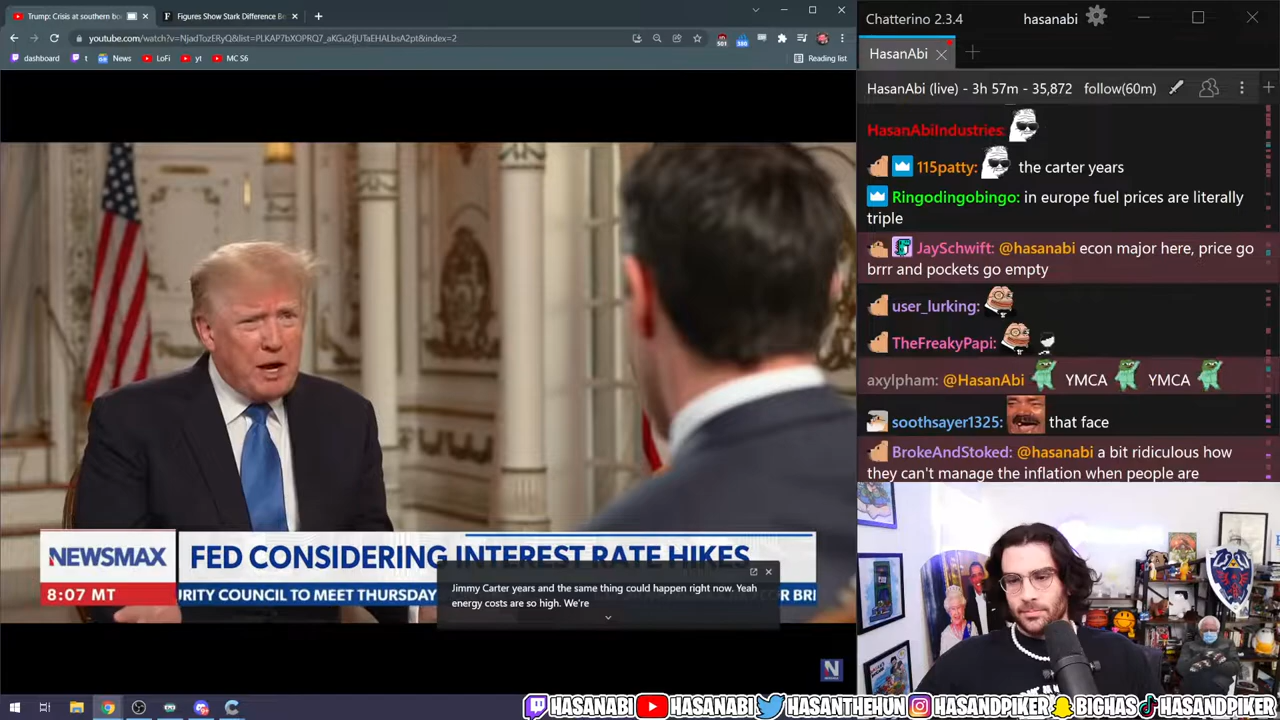 Trump: Crisis at southern bo
Figures Show Stark Difference Be
youtube.com/watch?v=NjadTozERyQ&list=PLKAP7bXOPRQ7_aKGu2fjUTaEHALbsA2pt&index=2
dashboard
t
News
LoFi
yt
MC S6
Reading list
NEWSMAX
8:07 MT
FED CONSIDERING INTEREST RATE HIKES
URITY COUNCIL TO MEET THURSDAY
OR BRI
Jimmy Carter years and the same thing could happen right now. Yeah
energy costs are so high. We're
Chatterino 2.3.4
hasanabi
HasanAbi
HasanAbi (live) - 3h 57m - 35,872
follow(60m)
HasanAbiIndustries:
115patty: the carter years
Ringodingobingo: in europe fuel prices are literally
triple
JaySchwift: @hasanabi econ major here, price go
brrr and pockets go empty
user_lurking:
TheFreakyPapi:
axylpham: @HasanAbi YMCA YMCA
soothsayer1325: that face
BrokeAndStoked: @hasanabi a bit ridiculous how
they can't manage the inflation when people are
HASANABI HASANABI HASANTHEHUN HASANDPIKER BIGHAS HASANDPIKER